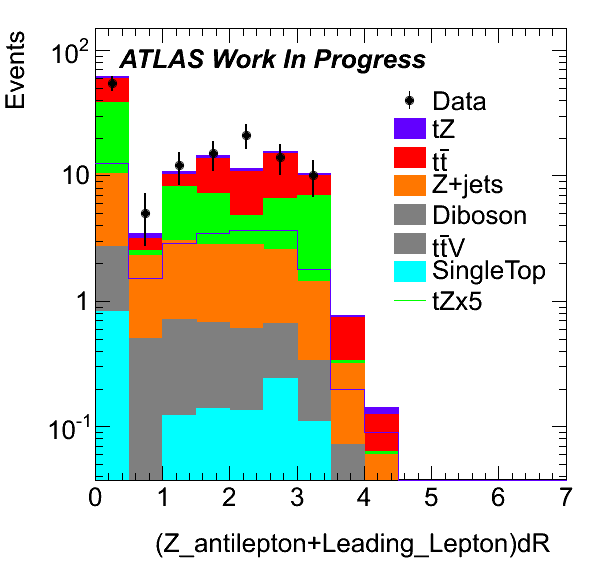 Events
10²
10
1
10⁻¹
ATLAS Work In Progress
Data
tZ
tt̄
Z+jets
Diboson
tt̄V
SingleTop
tZx5
0 1 2 3 4 5 6 7
(Z_antilepton+Leading_Lepton)dR